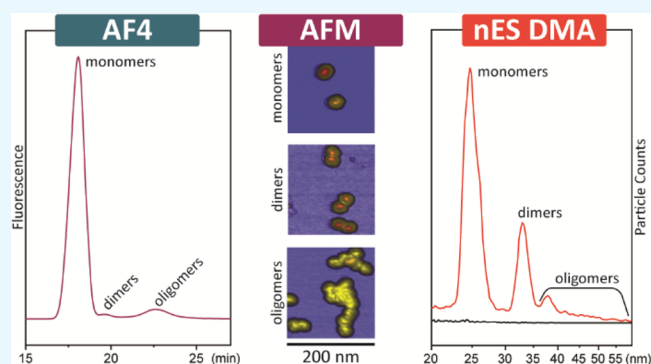 AF4
monomers
dimers
oligomers
Fluorescence
15
20
25
(min)
AFM
monomers
dimers
oligomers
200 nm
nES DMA
monomers
dimers
oligomers
Particle Counts
20
25
30
35
40
45
50
55
(nm)